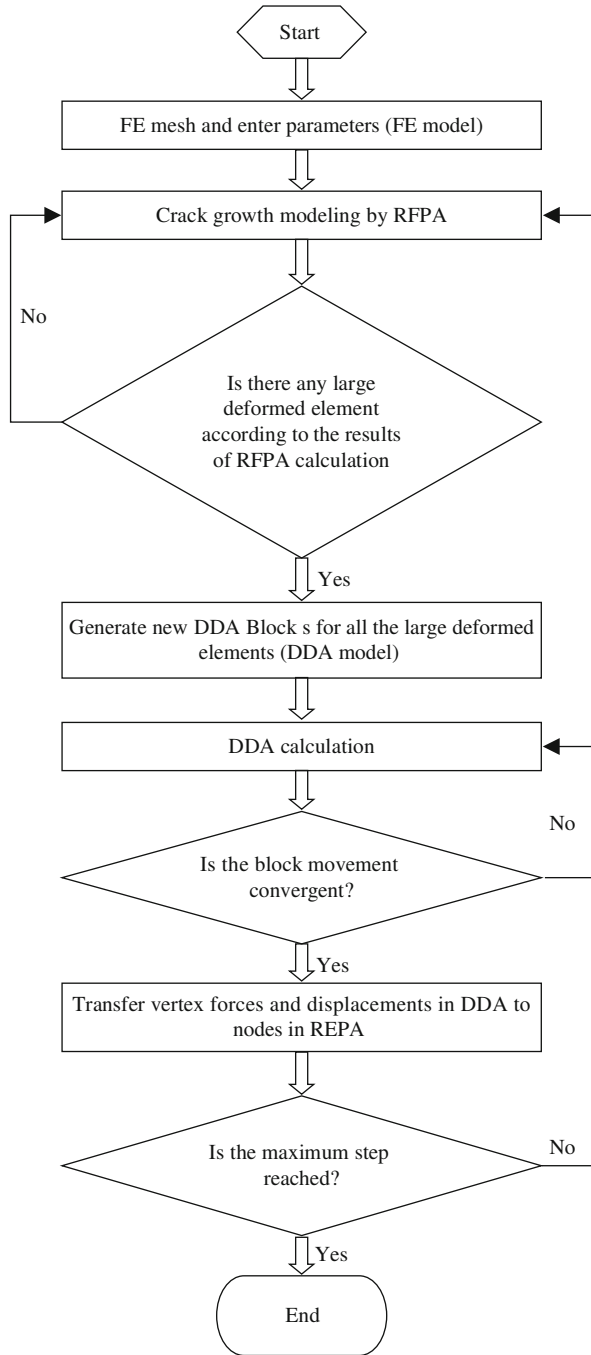 Start
FE mesh and enter parameters (FE model)
Crack growth modeling by RFPA
No
Is there any large
deformed element
according to the results
of RFPA calculation
Yes
Generate new DDA Block s for all the large deformed
elements (DDA model)
DDA calculation
No
Is the block movement
convergent?
Yes
Transfer vertex forces and displacements in DDA to
nodes in REPA
Is the maximum step
reached?
No
Yes
End